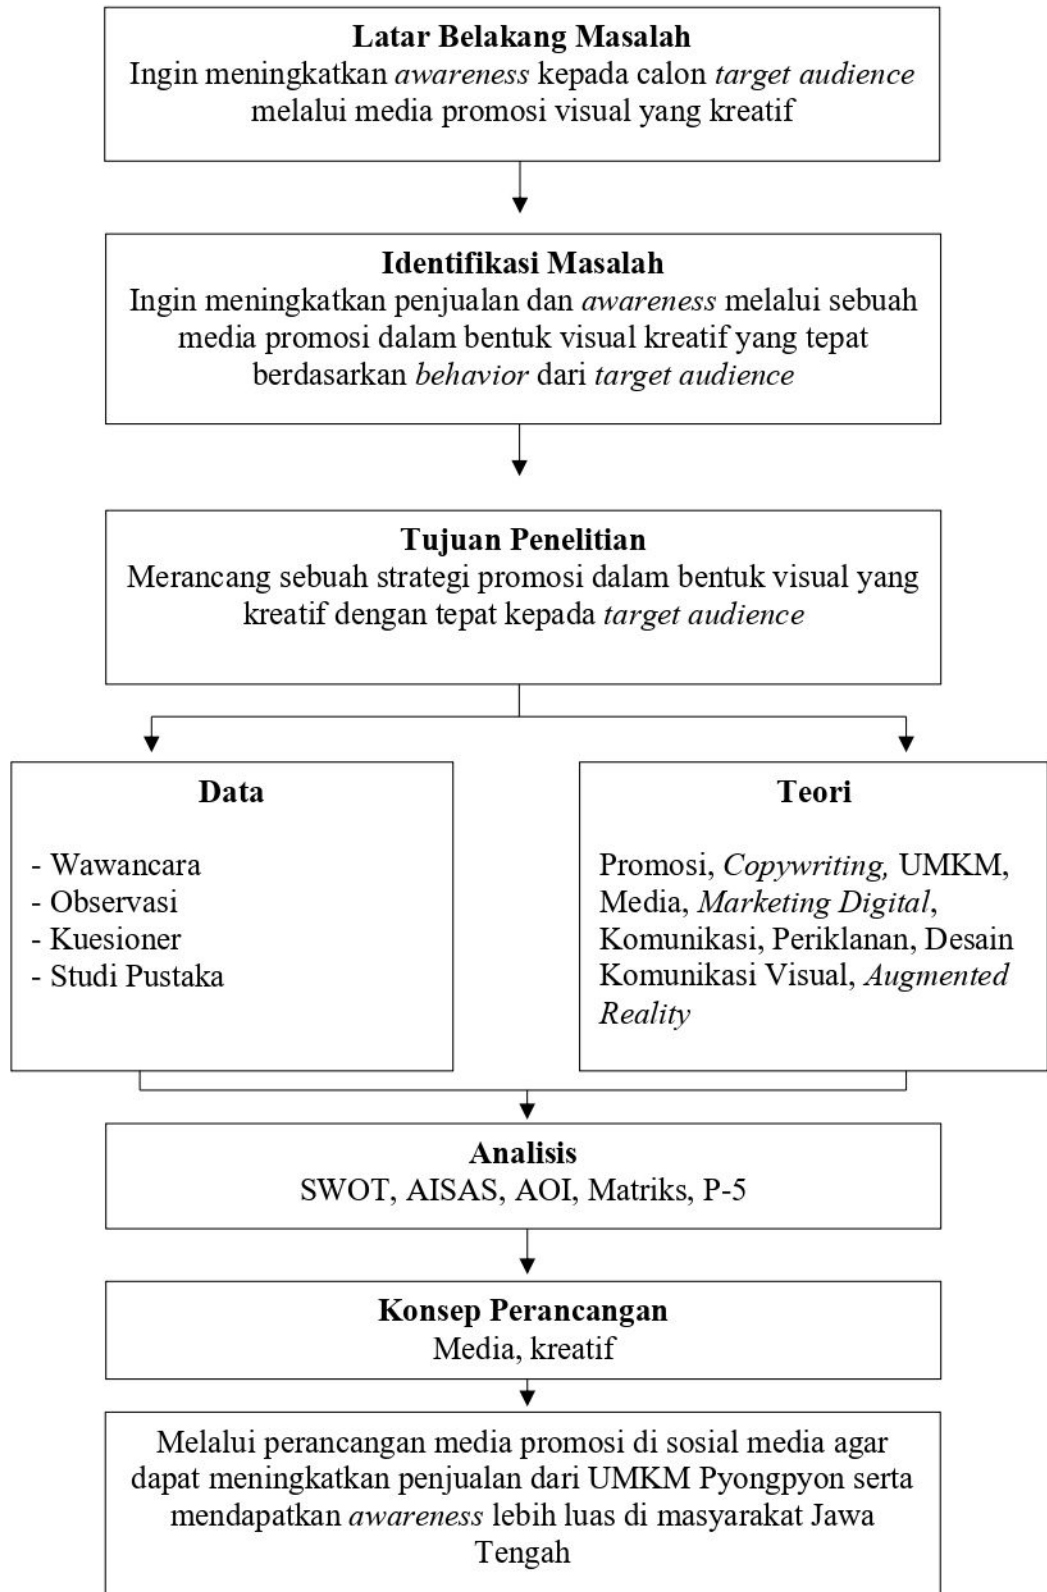 Latar Belakang Masalah
Ingin meningkatkan awareness kepada calon target audience
melalui media promosi visual yang kreatif
Identifikasi Masalah
Ingin meningkatkan penjualan dan awareness melalui sebuah
media promosi dalam bentuk visual kreatif yang tepat
berdasarkan behavior dari target audience
Tujuan Penelitian
Merancang sebuah strategi promosi dalam bentuk visual yang
kreatif dengan tepat kepada target audience
Data
- Wawancara
- Observasi
- Kuesioner
- Studi Pustaka
Teori
Promosi, Copywriting, UMKM,
Media, Marketing Digital,
Komunikasi, Periklanan, Desain
Komunikasi Visual, Augmented
Reality
Analisis
SWOT, AISAS, AOI, Matriks, P-5
Konsep Perancangan
Media, kreatif
Melalui perancangan media promosi di sosial media agar
dapat meningkatkan penjualan dari UMKM Pyongpyon serta
mendapatkan awareness lebih luas di masyarakat Jawa
Tengah